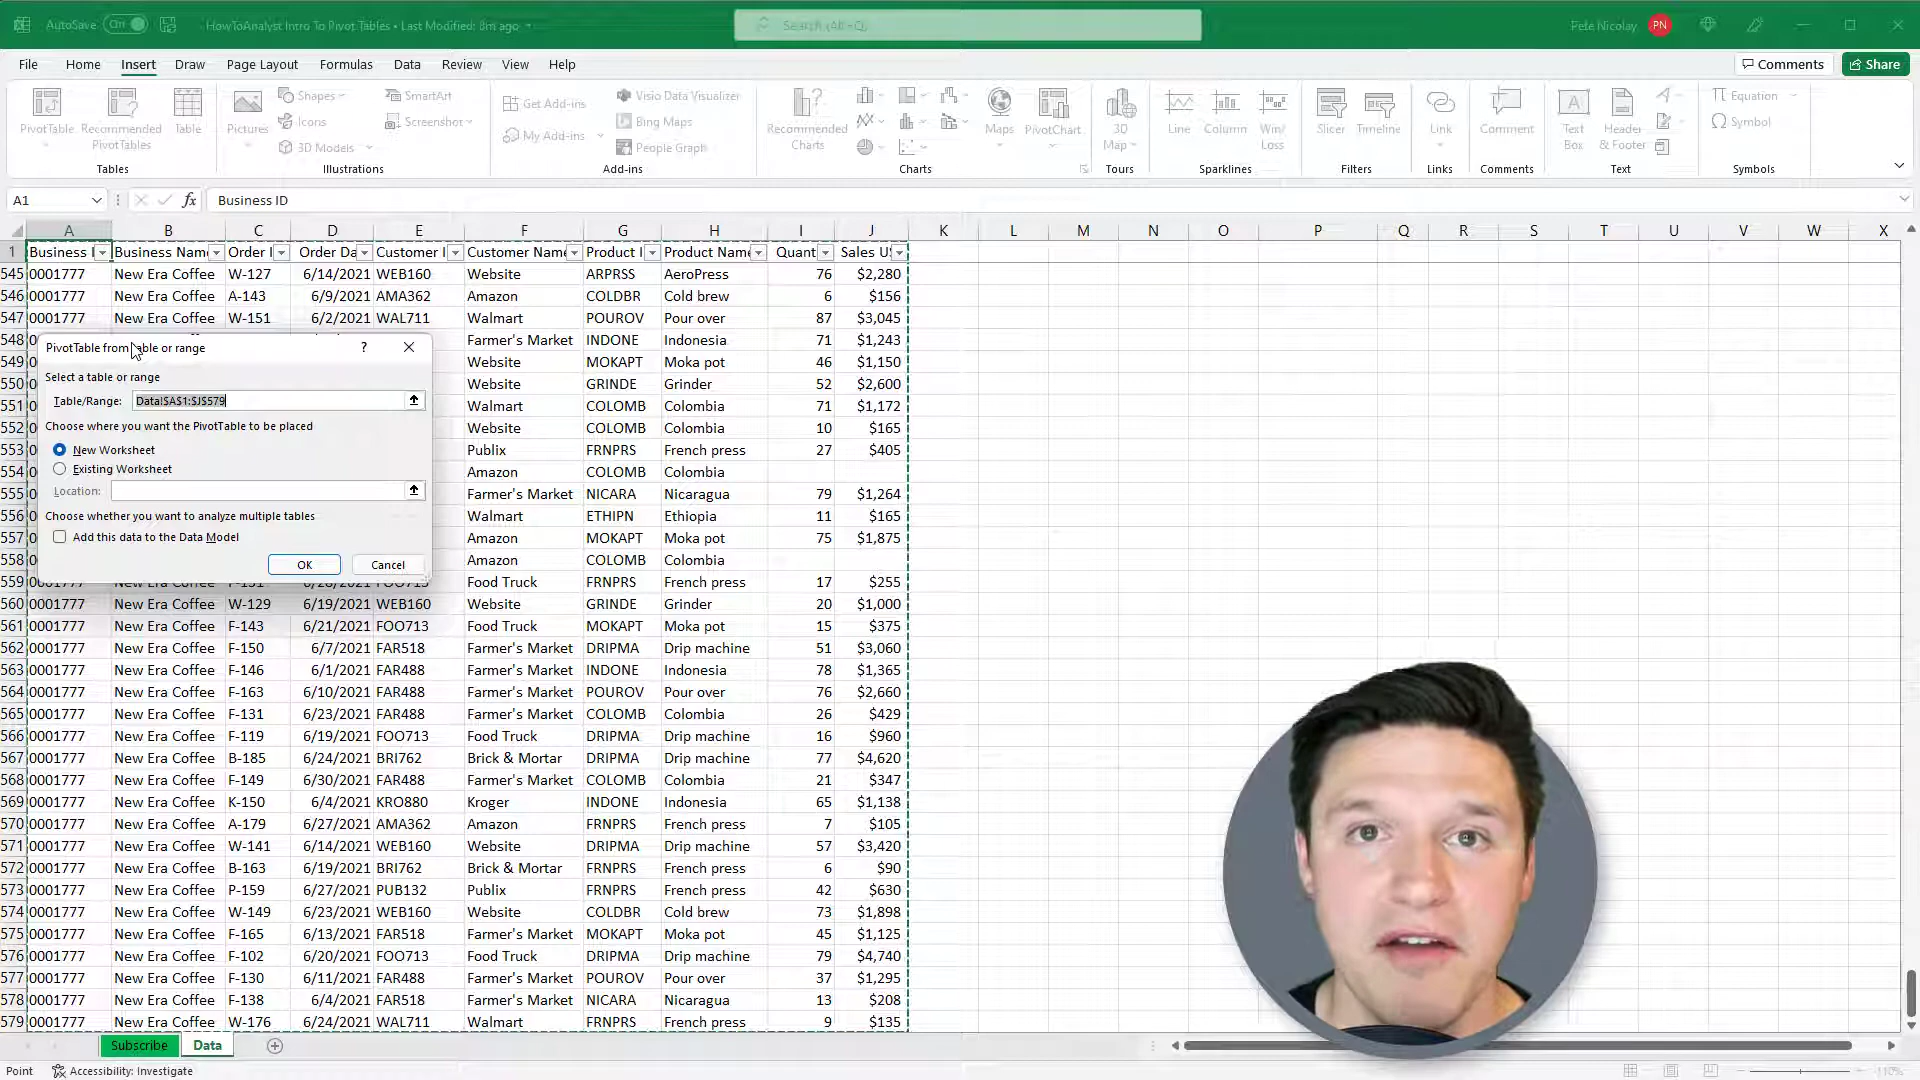 AutoSave On HowToAnalyst Intro To Pivot Tables • Last Modified: 8m ago Search (Alt+Q) Pete Nicolay PN
File Home Insert Draw Page Layout Formulas Data Review View Help Comments Share
PivotTable Recommended PivotTables Table Pictures Shapes Icons 3D Models SmartArt Screenshot Get Add-ins My Add-ins Visio Data Visualizer Bing Maps People Graph Recommended Charts Maps PivotChart 3D Map Line Column Win/Loss Slicer Timeline Link Comment Text Box Header & Footer Equation Symbol
Tables Illustrations Add-ins Charts Tours Sparklines Filters Links Comments Text Symbols
A1 fx Business ID
A B C D E F G H I J K L M N O P Q R S T U V W X
1 Business I Business Name Order I Order Da Customer I Customer Name Product I Product Name Quant Sales U
545 0001777 New Era Coffee W-127 6/14/2021 WEB160 Website ARPRSS AeroPress 76 $2,280
546 0001777 New Era Coffee A-143 6/9/2021 AMA362 Amazon COLDBR Cold brew 6 $156
547 0001777 New Era Coffee W-151 6/2/2021 WAL711 Walmart POUROV Pour over 87 $3,045
548 Farmer's Market INDONE Indonesia 71 $1,243
549 Website MOKAPT Moka pot 46 $1,150
550 Website GRINDE Grinder 52 $2,600
551 Walmart COLOMB Colombia 71 $1,172
552 Website COLOMB Colombia 10 $165
553 Publix FRNPRS French press 27 $405
554 Amazon COLOMB Colombia
555 Farmer's Market NICARA Nicaragua 79 $1,264
556 Walmart ETHIPN Ethiopia 11 $165
557 Amazon MOKAPT Moka pot 75 $1,875
558 Amazon COLOMB Colombia
559 Food Truck FRNPRS French press 17 $255
PivotTable from table or range ?
Select a table or range
Table/Range: Data!$A$1:$J$579
Choose where you want the PivotTable to be placed
New Worksheet
Existing Worksheet
Location:
Choose whether you want to analyze multiple tables
Add this data to the Data Model
OK Cancel
560 0001777 New Era Coffee W-129 6/19/2021 WEB160 Website GRINDE Grinder 20 $1,000
561 0001777 New Era Coffee F-143 6/21/2021 FOO713 Food Truck MOKAPT Moka pot 15 $375
562 0001777 New Era Coffee F-150 6/7/2021 FAR518 Farmer's Market DRIPMA Drip machine 51 $3,060
563 0001777 New Era Coffee F-146 6/1/2021 FAR488 Farmer's Market INDONE Indonesia 78 $1,365
564 0001777 New Era Coffee F-163 6/10/2021 FAR488 Farmer's Market POUROV Pour over 76 $2,660
565 0001777 New Era Coffee F-131 6/23/2021 FAR488 Farmer's Market COLOMB Colombia 26 $429
566 0001777 New Era Coffee F-119 6/19/2021 FOO713 Food Truck DRIPMA Drip machine 16 $960
567 0001777 New Era Coffee B-185 6/24/2021 BRI762 Brick & Mortar DRIPMA Drip machine 77 $4,620
568 0001777 New Era Coffee F-149 6/30/2021 FAR488 Farmer's Market COLOMB Colombia 21 $347
569 0001777 New Era Coffee K-150 6/4/2021 KRO880 Kroger INDONE Indonesia 65 $1,138
570 0001777 New Era Coffee A-179 6/27/2021 AMA362 Amazon FRNPRS French press 7 $105
571 0001777 New Era Coffee W-141 6/14/2021 WEB160 Website DRIPMA Drip machine 57 $3,420
572 0001777 New Era Coffee B-163 6/19/2021 BRI762 Brick & Mortar FRNPRS French press 6 $90
573 0001777 New Era Coffee P-159 6/27/2021 PUB132 Publix FRNPRS French press 42 $630
574 0001777 New Era Coffee W-149 6/23/2021 WEB160 Website COLDBR Cold brew 73 $1,898
575 0001777 New Era Coffee F-165 6/13/2021 FAR518 Farmer's Market MOKAPT Moka pot 45 $1,125
576 0001777 New Era Coffee F-102 6/20/2021 FOO713 Food Truck DRIPMA Drip machine 79 $4,740
577 0001777 New Era Coffee F-130 6/11/2021 FAR488 Farmer's Market POUROV Pour over 37 $1,295
578 0001777 New Era Coffee F-138 6/4/2021 FAR518 Farmer's Market NICARA Nicaragua 13 $208
579 0001777 New Era Coffee W-176 6/24/2021 WAL711 Walmart FRNPRS French press 9 $135
Subscribe Data
Point Accessibility: Investigate 110%